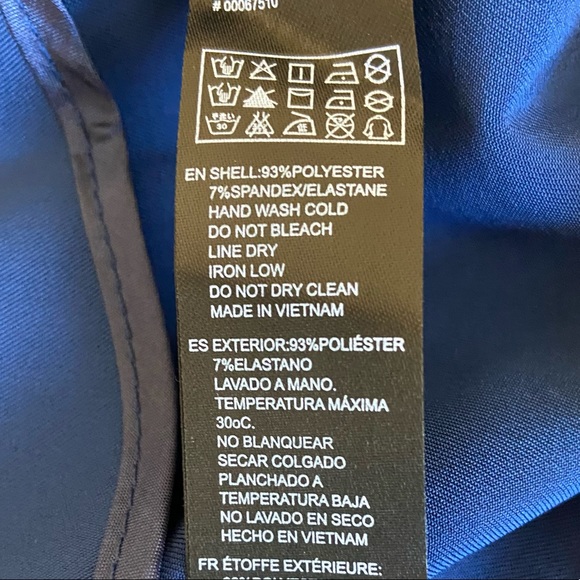 # 00067510
EN SHELL:93%POLYESTER
7%SPANDEX/ELASTANE
HAND WASH COLD
DO NOT BLEACH
LINE DRY
IRON LOW
DO NOT DRY CLEAN
MADE IN VIETNAM
ES EXTERIOR:93%POLIÉSTER
7%ELASTANO
LAVADO A MANO.
TEMPERATURA MÁXIMA
30oC.
NO BLANQUEAR
SECAR COLGADO
PLANCHADO A
TEMPERATURA BAJA
NO LAVADO EN SECO
HECHO EN VIETNAM
FR ÉTOFFE EXTÉRIEURE: